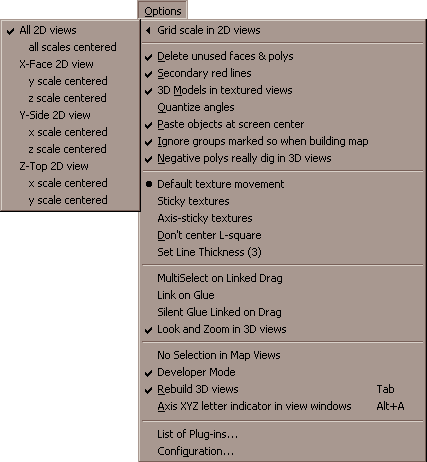 Options
All 2D views
all scales centered
X-Face 2D view
y scale centered
z scale centered
Y-Side 2D view
x scale centered
z scale centered
Z-Top 2D view
x scale centered
y scale centered
Grid scale in 2D views
Delete unused faces & polys
Secondary red lines
3D Models in textured views
Quantize angles
Paste objects at screen center
Ignore groups marked so when building map
Negative polys really dig in 3D views
Default texture movement
Sticky textures
Axis-sticky textures
Don't center L-square
Set Line Thickness (3)
MultiSelect on Linked Drag
Link on Glue
Silent Glue Linked on Drag
Look and Zoom in 3D views
No Selection in Map Views
Developer Mode
Rebuild 3D views Tab
Axis XYZ letter indicator in view windows Alt+A
List of Plug-ins...
Configuration...